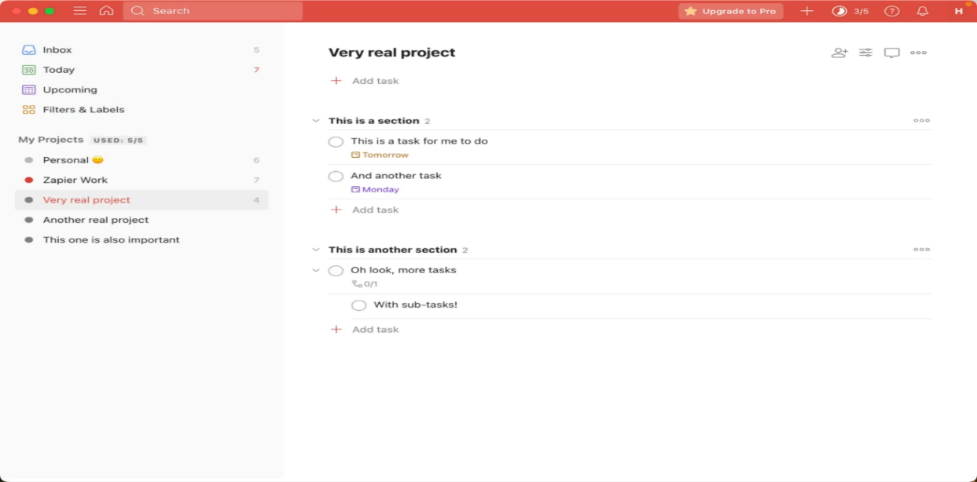 Search
Upgrade to Pro
3/5
?
H
Inbox 5
30 Today 7
Upcoming
Filters & Labels
My Projects USED: 5/5
Personal 😀 6
Zapier Work 7
Very real project 4
Another real project
This one is also important
Very real project
+ Add task
This is a section 2
This is a task for me to do
Tomorrow
And another task
Monday
+ Add task
This is another section 2
Oh look, more tasks
0/1
With sub-tasks!
+ Add task